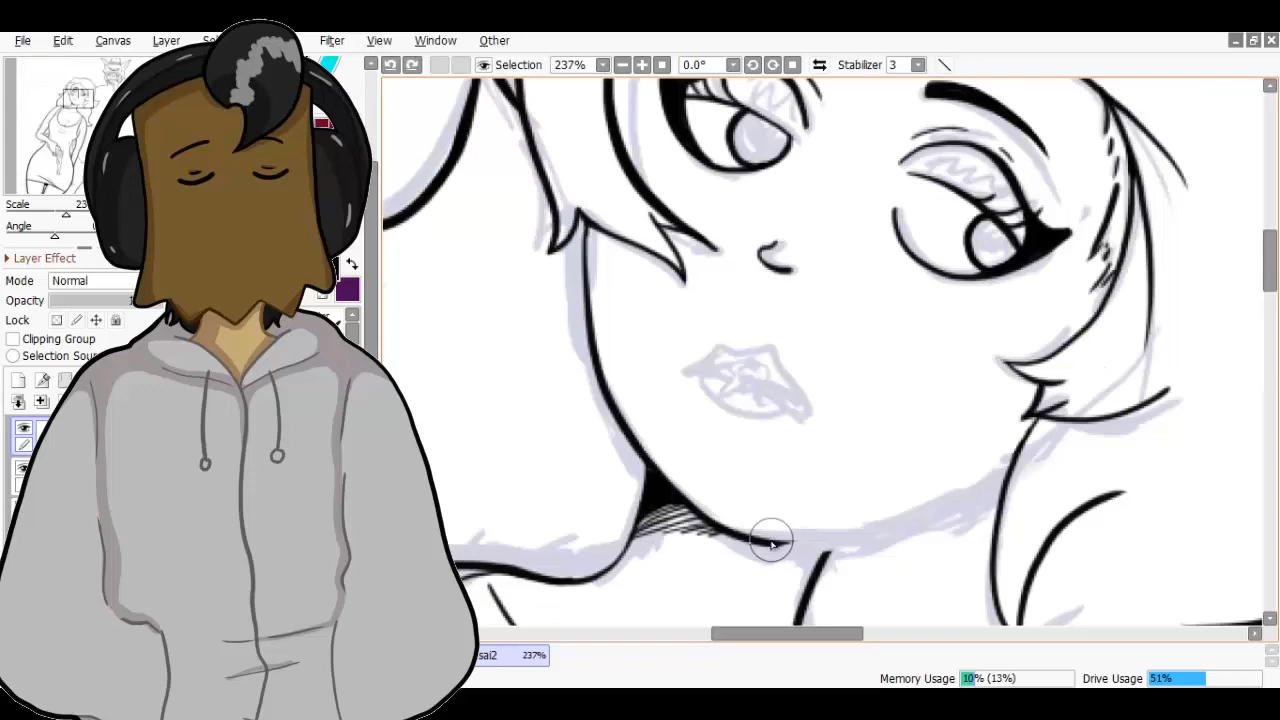 File Edit Canvas Layer Filter View Window Other
Selection 237% 0.0° Stabilizer 3
Scale
Angle
Layer Effect
Mode Normal
Opacity
Lock
Clipping Group
Selection
sai2 237%
Memory Usage 10% (13%) Drive Usage 51%